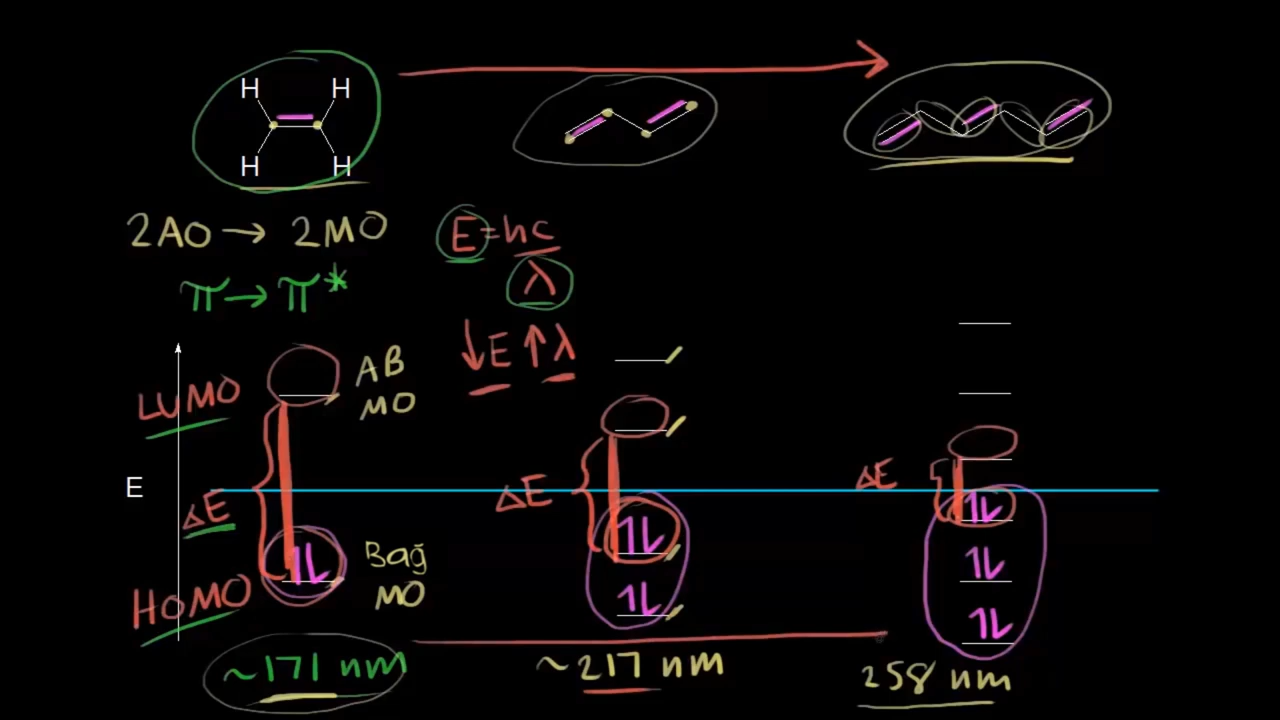 H H
H H
2AO → 2MO
π → π*
E = hc
λ
↓E ↑λ
AB
MO
LUMO
E
ΔE
ΔE
ΔE
Bağ
MO
HOMO
~171 nm
~217 nm
258 nm